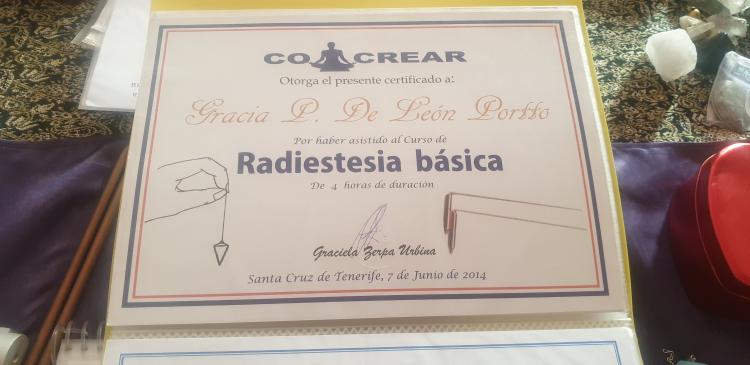 CO CREAR
Otorga el presente certificado a:
Gracia P. De León Portto
Por haber asistido al Curso de
Radiestesia básica
De 4 horas de duración
Graciela Zerpa Urbina
Santa Cruz de Tenerife, 7 de Junio de 2014